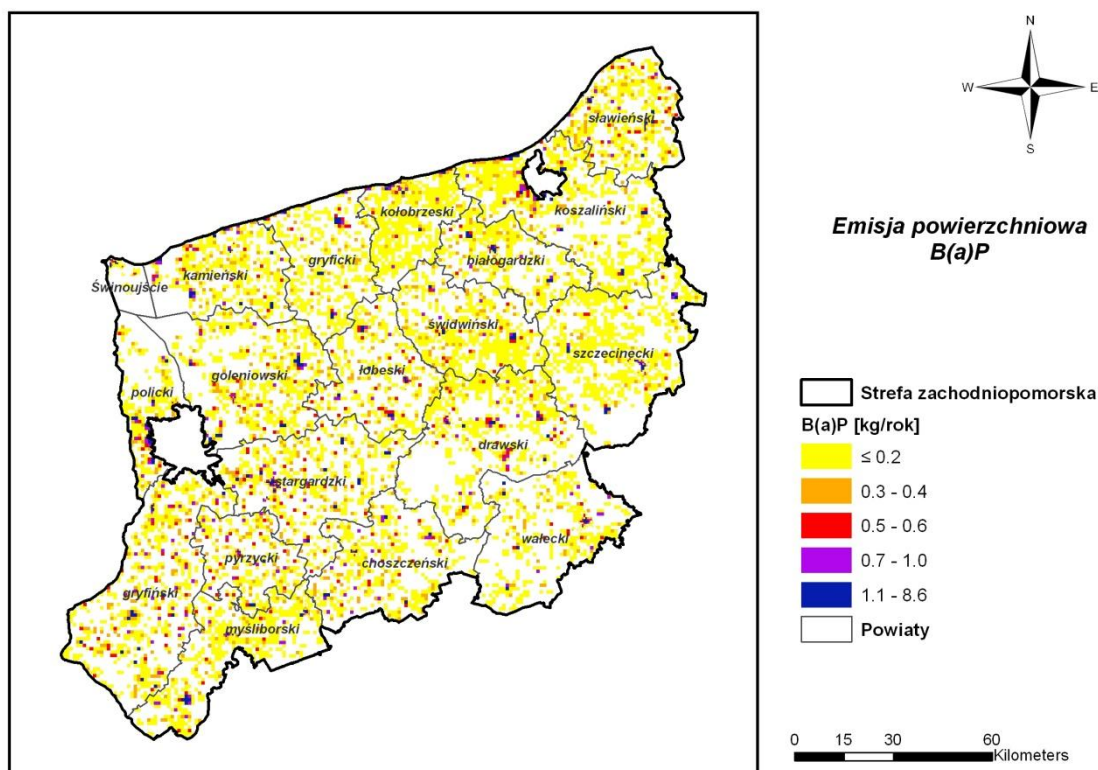 N
W E
S
Emisja powierzchniowa
B(a)P
sławieński
kołobrzeski
koszaliński
gryficki
białogardzki
kamieński
Świnoujście
świdwiński
szczecinecki
goleniowski
łobeski
policki
drawski
stargardzki
wałecki
pyrzycki
choszczeński
gryfiński
myśliborski
Strefa zachodniopomorska
B(a)P [kg/rok]
≤ 0.2
0.3 - 0.4
0.5 - 0.6
0.7 - 1.0
1.1 - 8.6
Powiaty
0 15 30 60
Kilometers